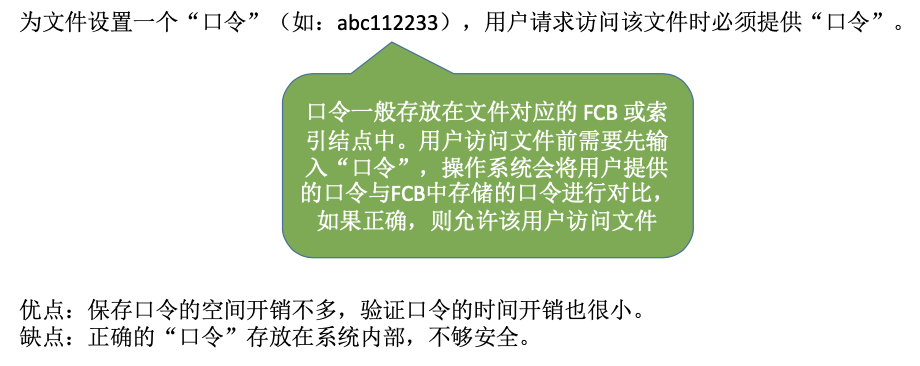 为文件设置一个“口令”（如：abc112233），用户请求访问该文件时必须提供“口令”。
口令一般存放在文件对应的 FCB 或索
引结点中。用户访问文件前需要先输
入“口令”，操作系统会将用户提供
的口令与FCB中存储的口令进行对比，
如果正确，则允许该用户访问文件
优点：保存口令的空间开销不多，验证口令的时间开销也很小。
缺点：正确的“口令”存放在系统内部，不够安全。